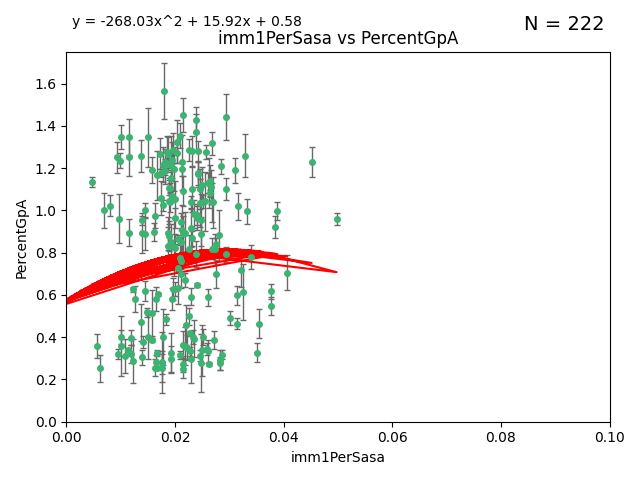 y = -268.03x^2 + 15.92x + 0.58
N = 222
imm1PerSasa vs PercentGpA
PercentGpA
1.6
1.4
1.2
1.0
0.8
0.6
0.4
0.2
0.0
0.00 0.02 0.04 0.06 0.08 0.10
imm1PerSasa